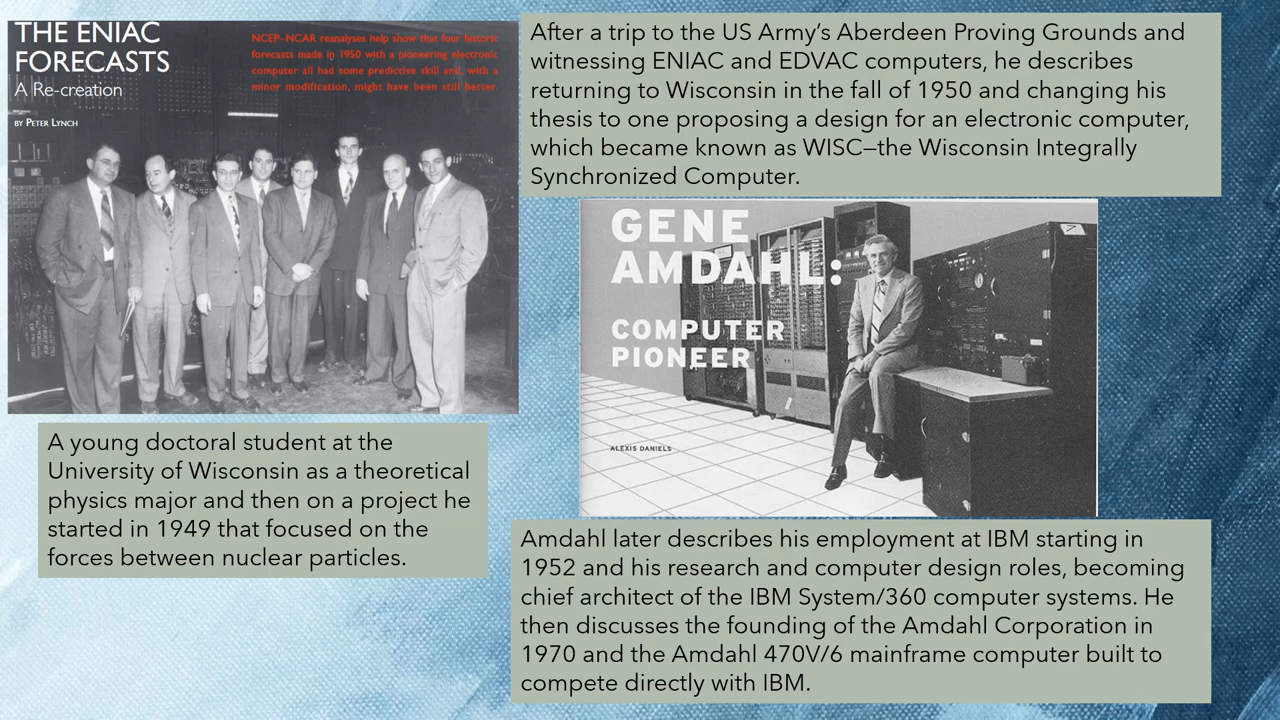 THE ENIAC
FORECASTS
A Re-creation
BY PETER LYNCH
NCEP–NCAR reanalyses help show that four historic
forecasts made in 1950 with a pioneering electronic
computer all had some predictive skill and, with a
minor modification, might have been still better.
After a trip to the US Army’s Aberdeen Proving Grounds and
witnessing ENIAC and EDVAC computers, he describes
returning to Wisconsin in the fall of 1950 and changing his
thesis to one proposing a design for an electronic computer,
which became known as WISC—the Wisconsin Integrally
Synchronized Computer.
GENE
AMDAHL:
COMPUTER
PIONEER
ALEXIS DANIELS
A young doctoral student at the
University of Wisconsin as a theoretical
physics major and then on a project he
started in 1949 that focused on the
forces between nuclear particles.
Amdahl later describes his employment at IBM starting in
1952 and his research and computer design roles, becoming
chief architect of the IBM System/360 computer systems. He
then discusses the founding of the Amdahl Corporation in
1970 and the Amdahl 470V/6 mainframe computer built to
compete directly with IBM.